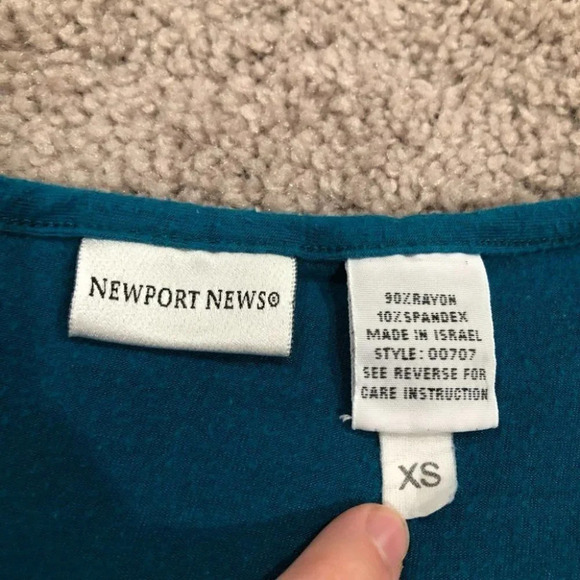 NEWPORT NEWS®
90%RAYON
10%SPANDEX
MADE IN ISRAEL
STYLE: 00707
SEE REVERSE FOR
CARE INSTRUCTION
XS